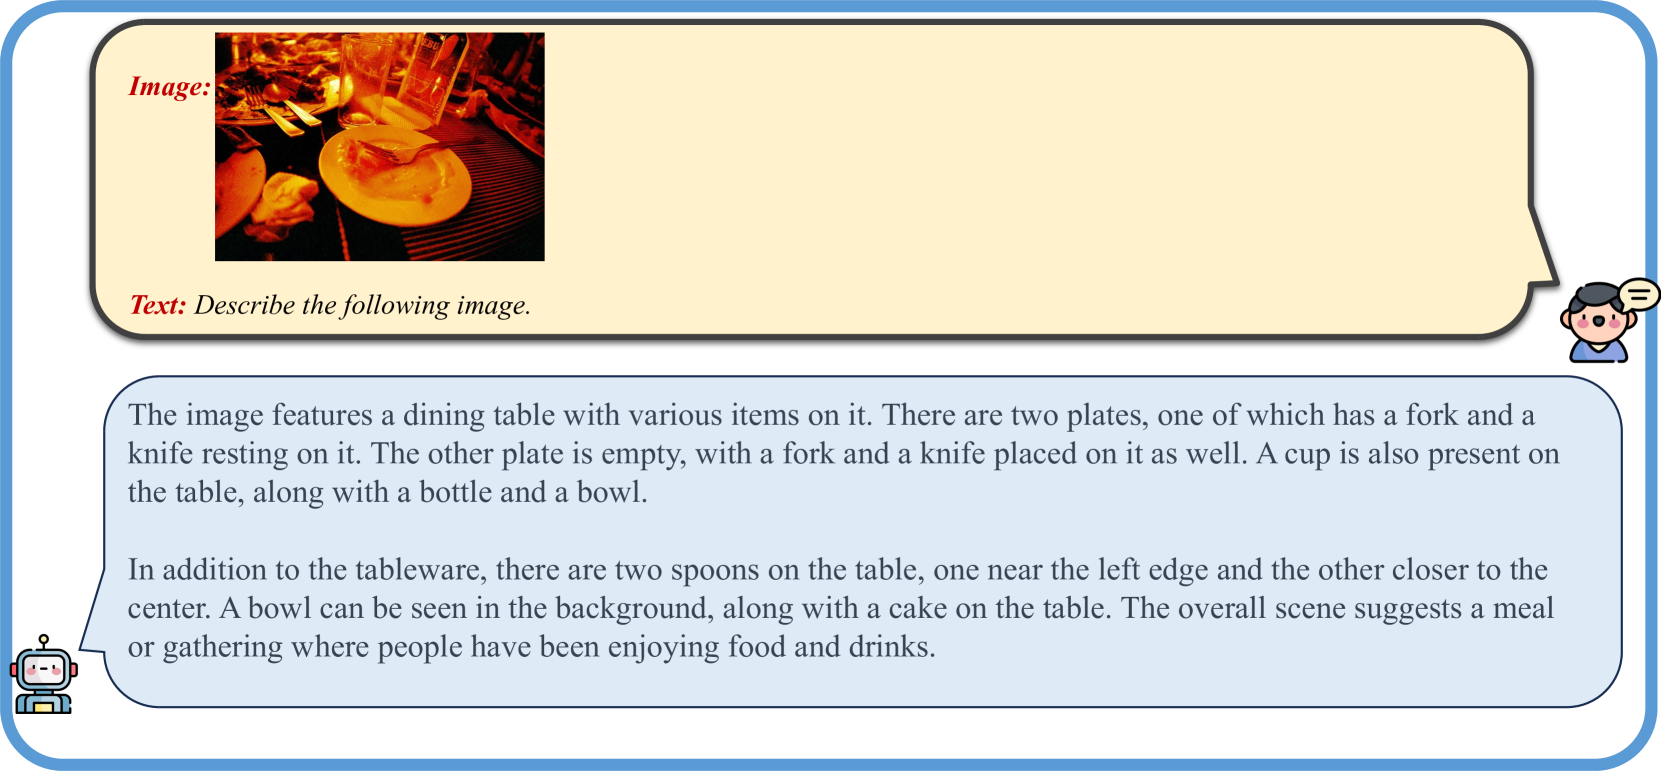 Image:
Text: Describe the following image.
The image features a dining table with various items on it. There are two plates, one of which has a fork and a
knife resting on it. The other plate is empty, with a fork and a knife placed on it as well. A cup is also present on
the table, along with a bottle and a bowl.
In addition to the tableware, there are two spoons on the table, one near the left edge and the other closer to the
center. A bowl can be seen in the background, along with a cake on the table. The overall scene suggests a meal
or gathering where people have been enjoying food and drinks.